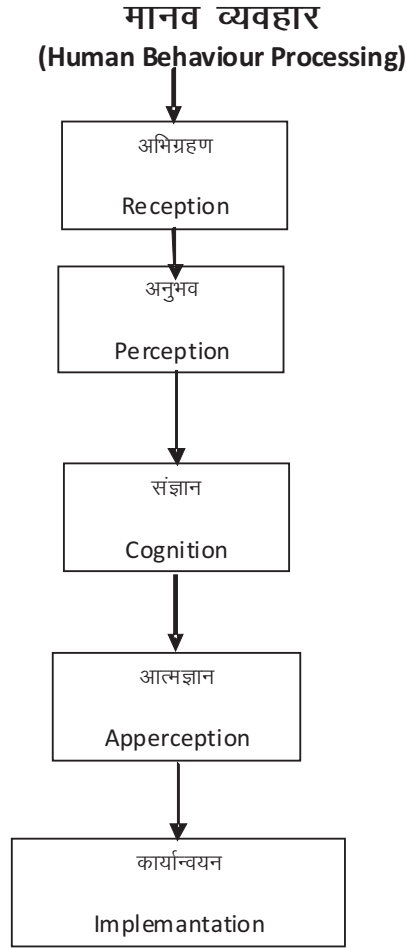 मानव व्यवहार
(Human Behaviour Processing)
अभिग्रहण
Reception
अनुभव
Perception
संज्ञान
Cognition
आत्मज्ञान
Apperception
कार्यान्वयन
Implemantation